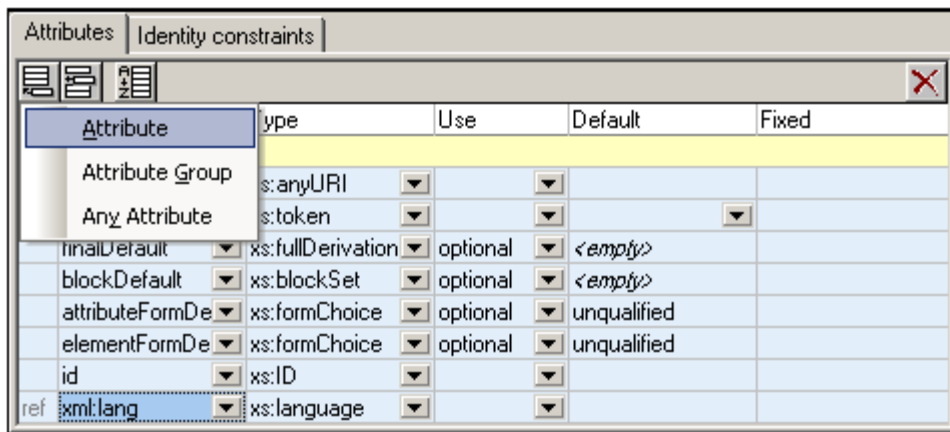 Attributes Identity constraints
Attribute ype Use Default Fixed
Attribute Group xs:anyURI
Any Attribute xs:token
finalDefault xs:fullDerivation optional <empty>
blockDefault xs:blockSet optional <empty>
attributeFormDe xs:formChoice optional unqualified
elementFormDe xs:formChoice optional unqualified
id xs:ID
ref xml:lang xs:language